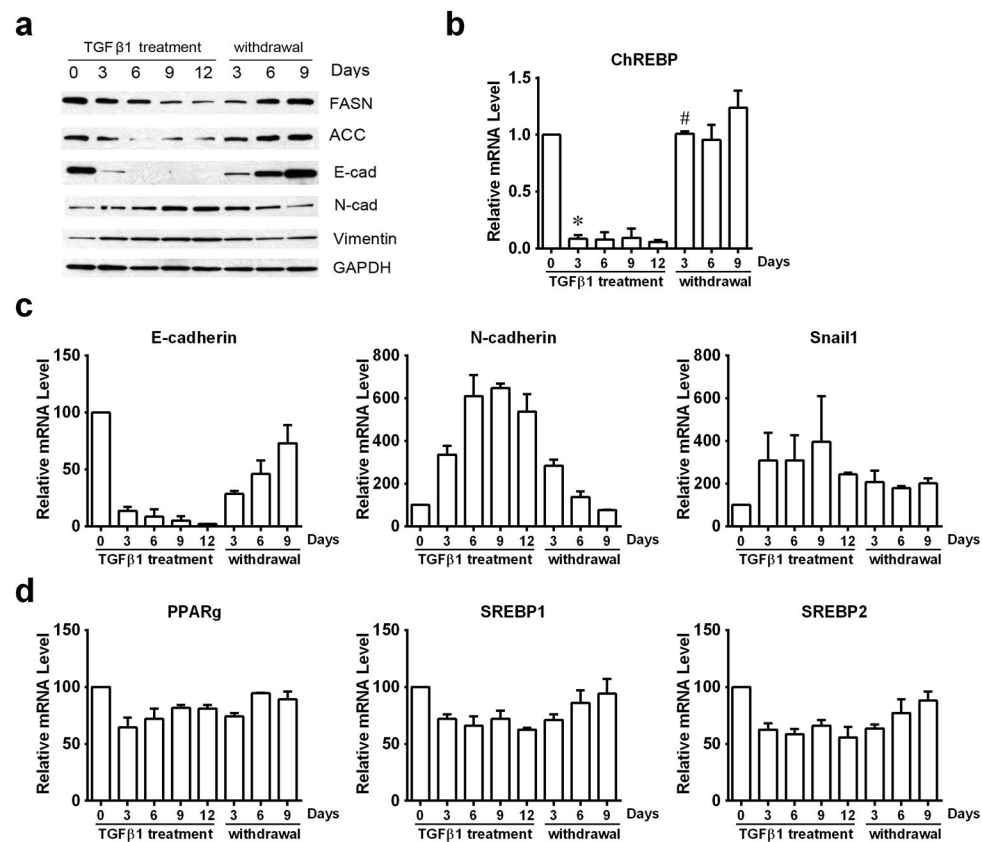 a
TGFβ1 treatment withdrawal
0 3 6 9 12 3 6 9 Days
FASN
ACC
E-cad
N-cad
Vimentin
GAPDH
b
ChREBP
Relative mRNA Level
1.5
1.0
0.5
0.0
*
#
0 3 6 9 12 3 6 9 Days
TGFβ1 treatment withdrawal
c
E-cadherin
Relative mRNA Level
150
100
50
0
0 3 6 9 12 3 6 9 Days
TGFβ1 treatment withdrawal
N-cadherin
Relative mRNA Level
800
600
400
200
0
0 3 6 9 12 3 6 9 Days
TGFβ1 treatment withdrawal
Snail1
Relative mRNA Level
800
600
400
200
0
0 3 6 9 12 3 6 9 Days
TGFβ1 treatment withdrawal
d
PPARg
Relative mRNA Level
150
100
50
0
0 3 6 9 12 3 6 9 Days
TGFβ1 treatment withdrawal
SREBP1
Relative mRNA Level
150
100
50
0
0 3 6 9 12 3 6 9 Days
TGFβ1 treatment withdrawal
SREBP2
Relative mRNA Level
150
100
50
0
0 3 6 9 12 3 6 9 Days
TGFβ1 treatment withdrawal